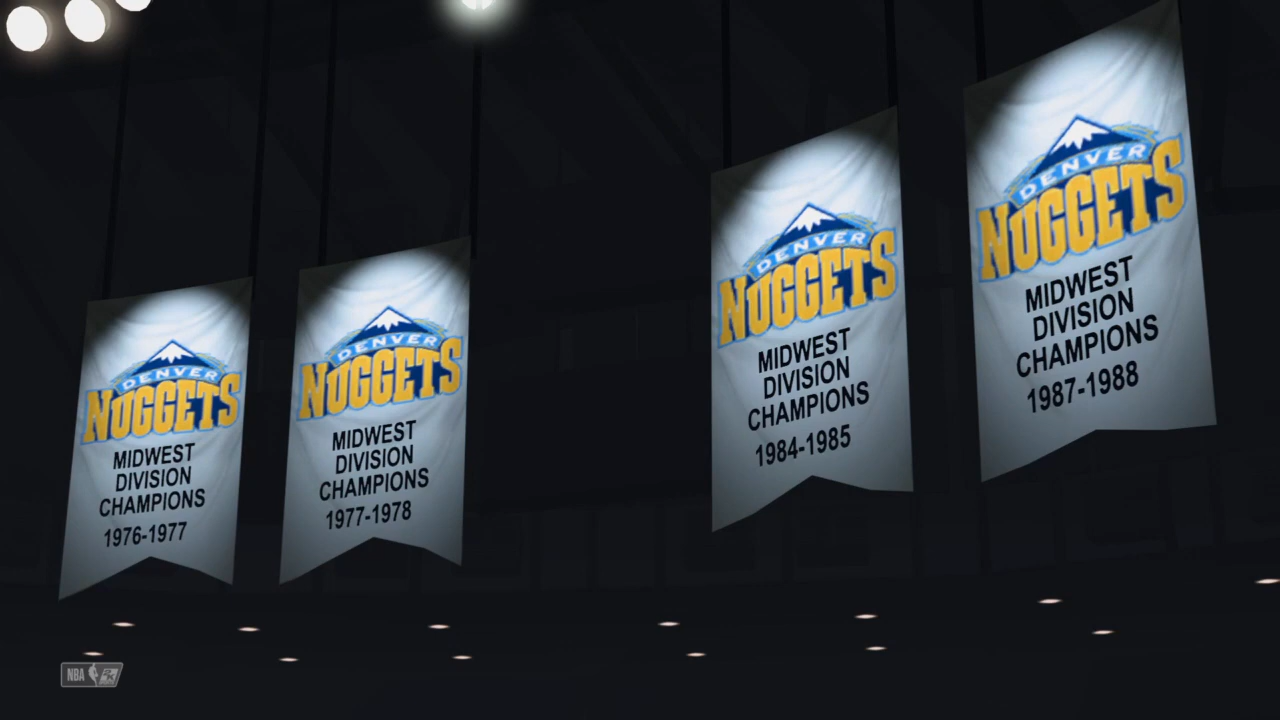 DENVER
NUGGETS
MIDWEST
DIVISION
CHAMPIONS
1976-1977
DENVER
NUGGETS
MIDWEST
DIVISION
CHAMPIONS
1977-1978
DENVER
NUGGETS
MIDWEST
DIVISION
CHAMPIONS
1984-1985
DENVER
NUGGETS
MIDWEST
DIVISION
CHAMPIONS
1987-1988
NBA 2K